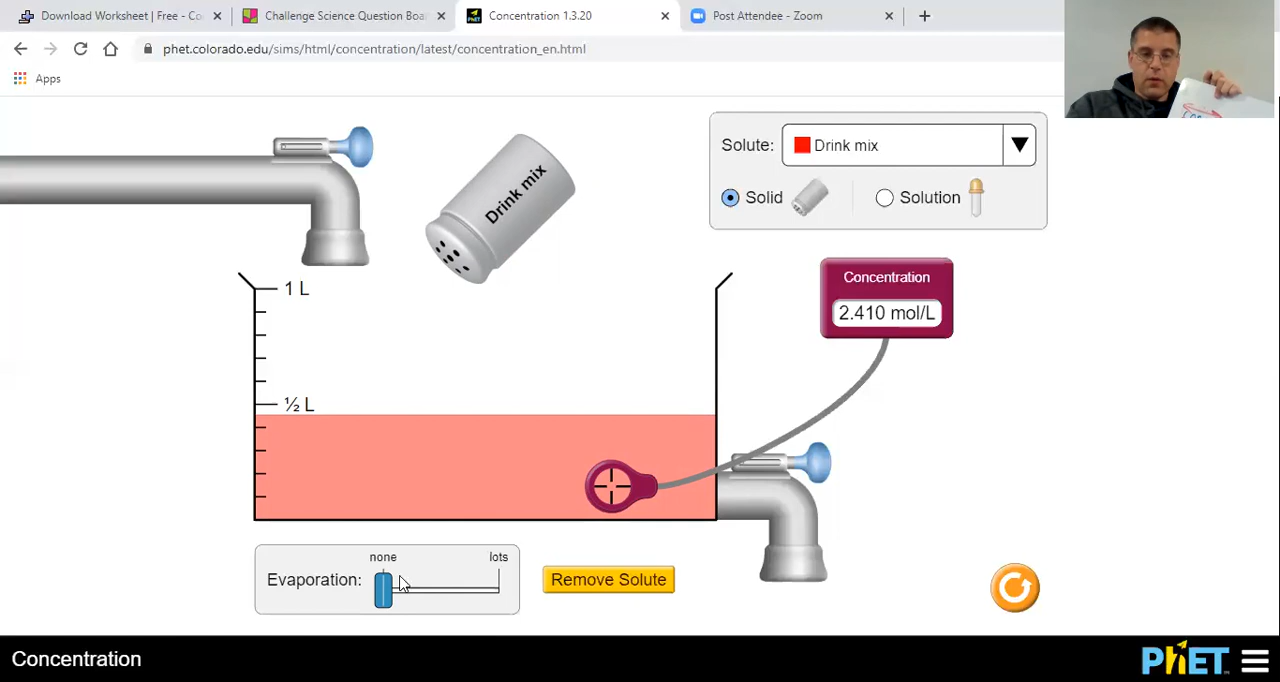 Download Worksheet | Free - Co
Challenge Science Question Boa
Concentration 1.3.20
Post Attendee - Zoom
phet.colorado.edu/sims/html/concentration/latest/concentration_en.html
Apps
Drink mix
Solute: Drink mix
Solid Solution
1 L
½ L
Concentration
2.410 mol/L
none lots
Evaporation:
Remove Solute
Concentration
PhET